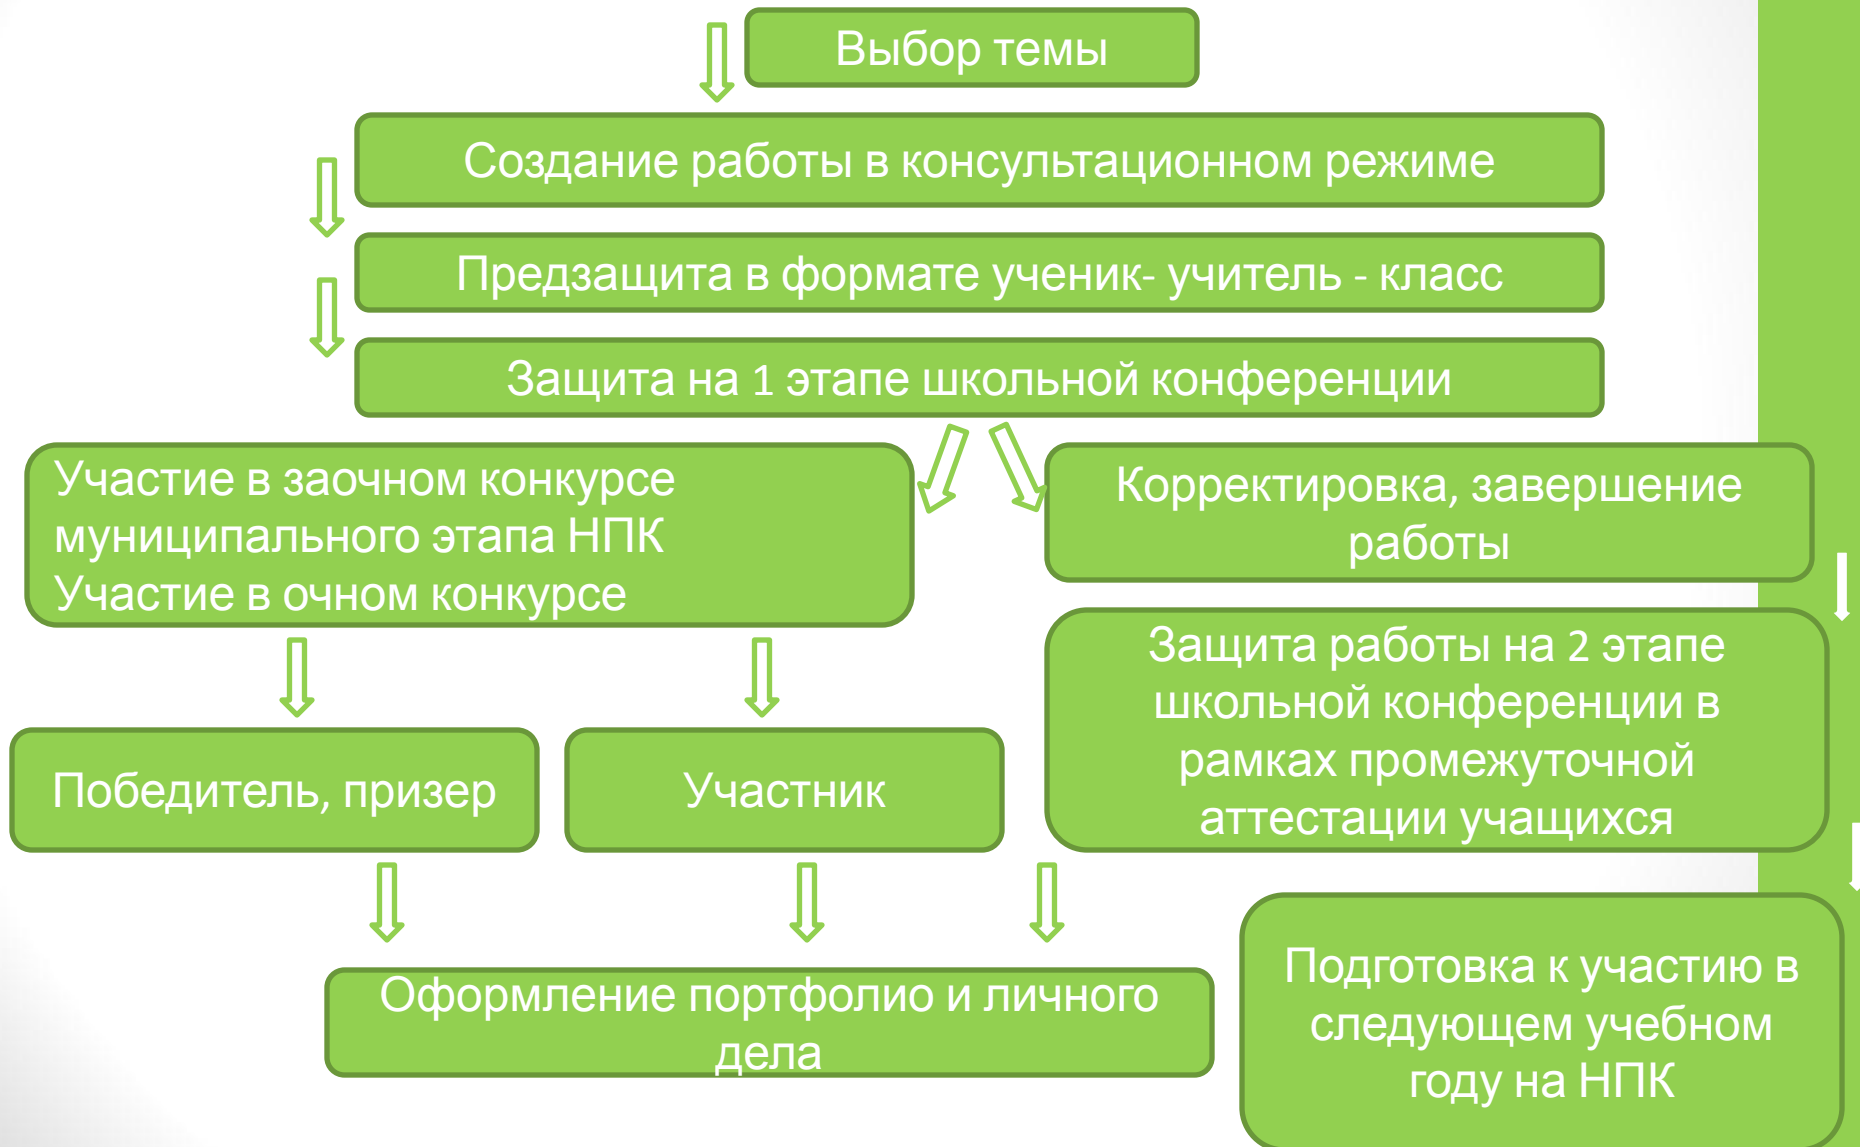 Выбор темы
Создание работы в консультационном режиме
Предзащита в формате ученик- учитель - класс
Защита на 1 этапе школьной конференции
Участие в заочном конкурсе
муниципального этапа НПК
Участие в очном конкурсе
Корректировка, завершение
работы
Защита работы на 2 этапе
школьной конференции в
рамках промежуточной
аттестации учащихся
Победитель, призер
Участник
Оформление портфолио и личного
дела
Подготовка к участию в
следующем учебном
году на НПК